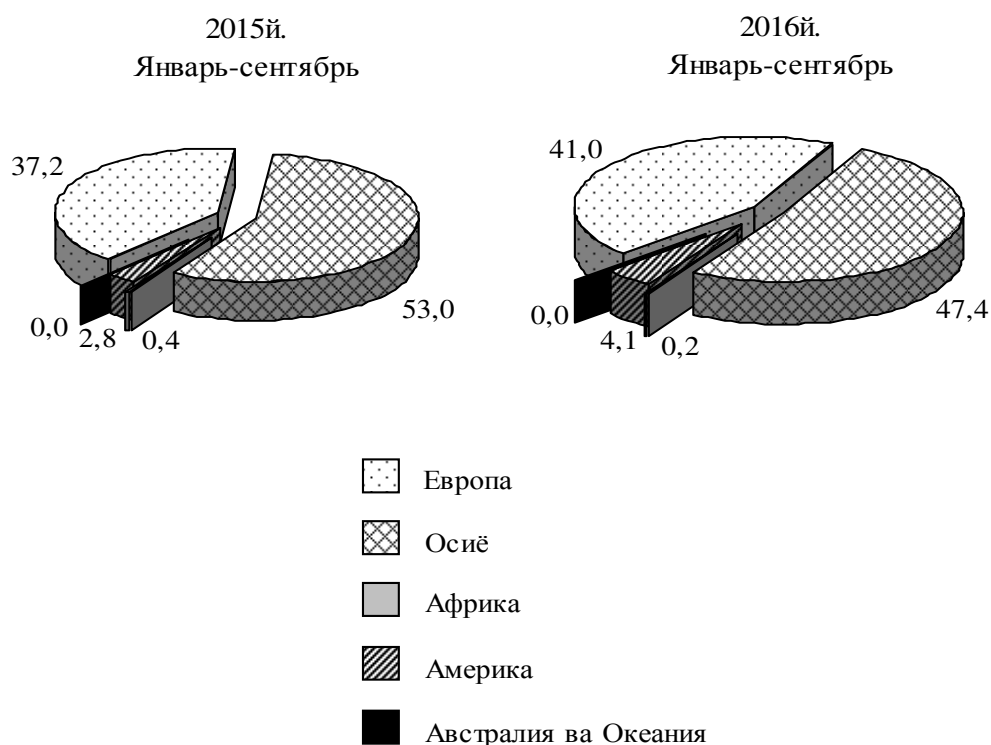 2015й.
Январь-сентябрь
2016й.
Январь-сентябрь
37,2
53,0
0,0
2,8
0,4
41,0
47,4
0,0
4,1
0,2
Европа
Осиё
Африка
Америка
Австралия ва Океания